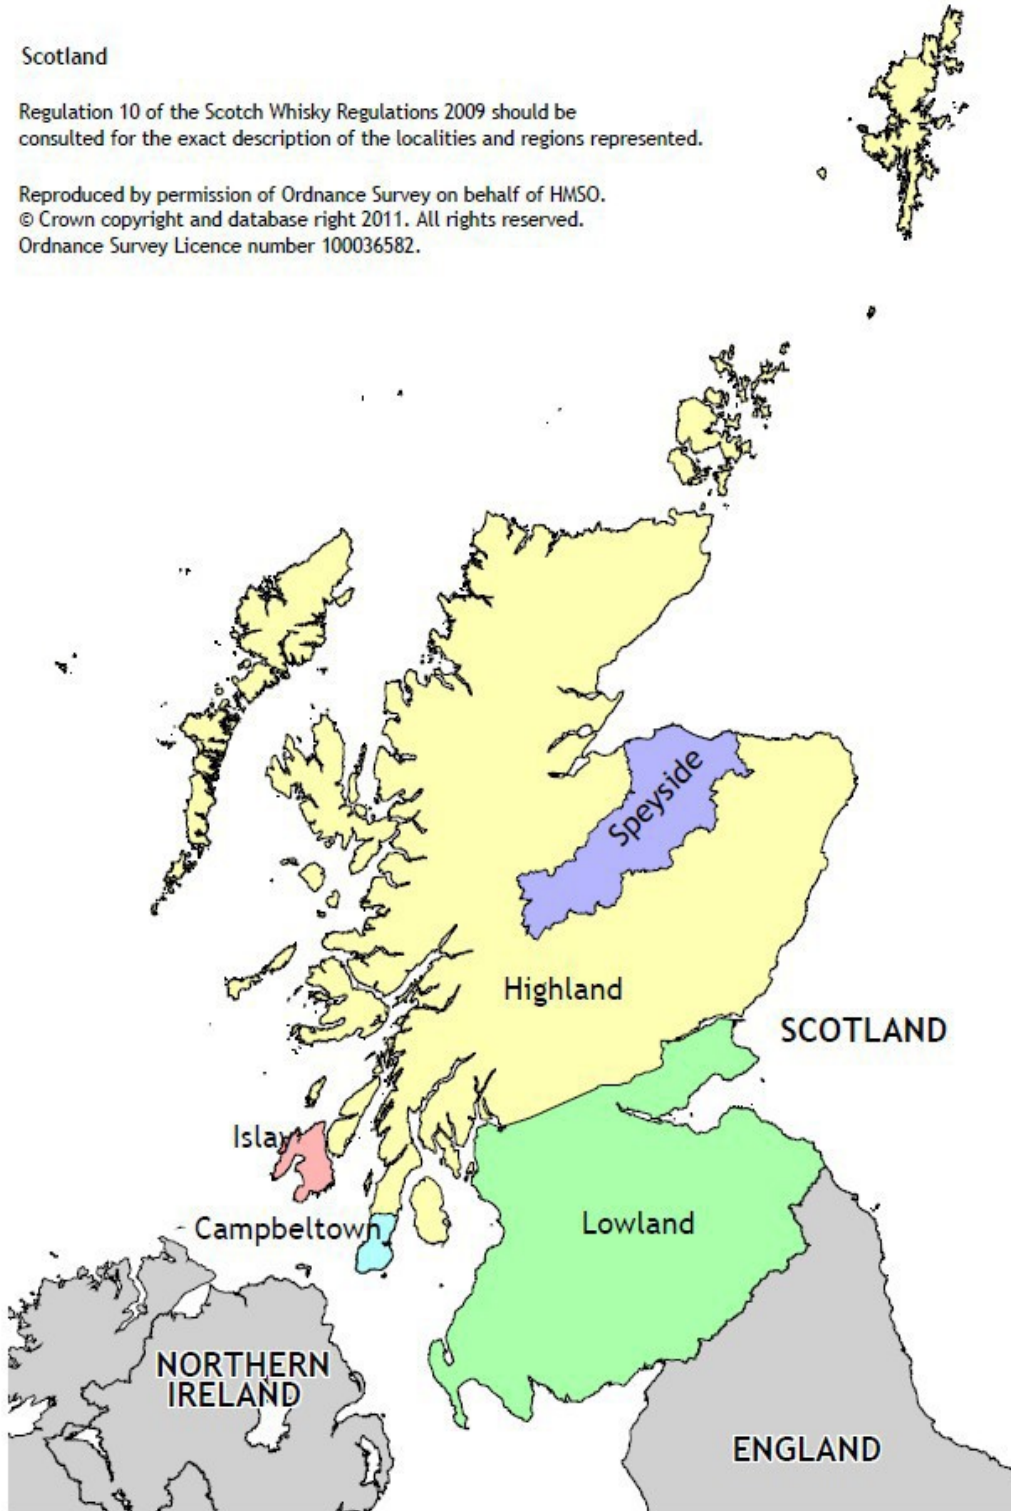 Scotland
Regulation 10 of the Scotch Whisky Regulations 2009 should be
consulted for the exact description of the localities and regions represented.
Reproduced by permission of Ordnance Survey on behalf of HMSO.
© Crown copyright and database right 2011. All rights reserved.
Ordnance Survey Licence number 100036582.
Speyside
Highland
SCOTLAND
Islay
Campbeltown
Lowland
NORTHERN
IRELAND
ENGLAND